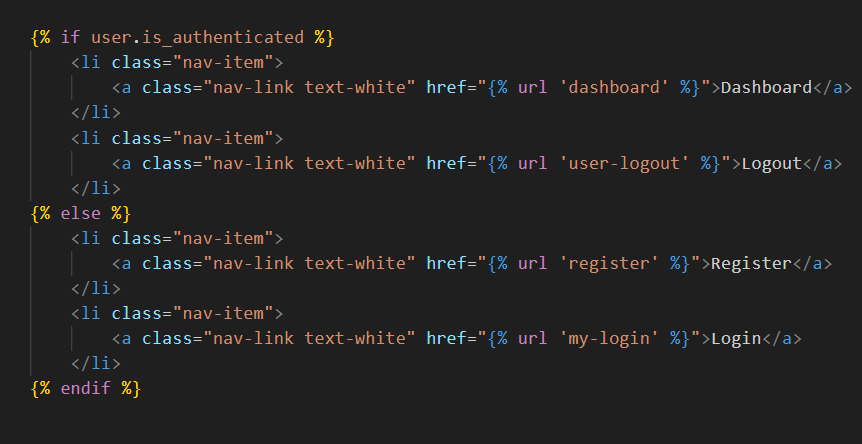 {% if user.is_authenticated %}
    <li class="nav-item">
        <a class="nav-link text-white" href="{% url 'dashboard' %}">Dashboard</a>
    </li>
    <li class="nav-item">
        <a class="nav-link text-white" href="{% url 'user-logout' %}">Logout</a>
    </li>
{% else %}
    <li class="nav-item">
        <a class="nav-link text-white" href="{% url 'register' %}">Register</a>
    </li>
    <li class="nav-item">
        <a class="nav-link text-white" href="{% url 'my-login' %}">Login</a>
    </li>
{% endif %}